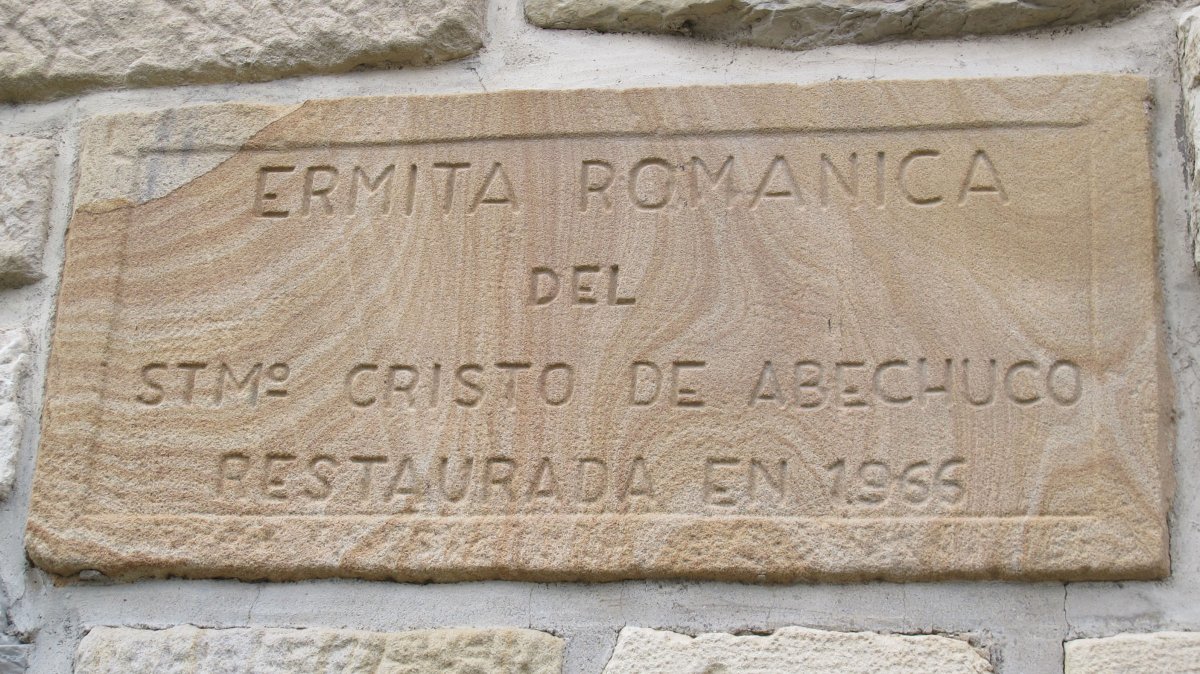 ERMITA ROMANICA
DEL
STMº CRISTO DE ABECHUCO
RESTAURADA EN 1966